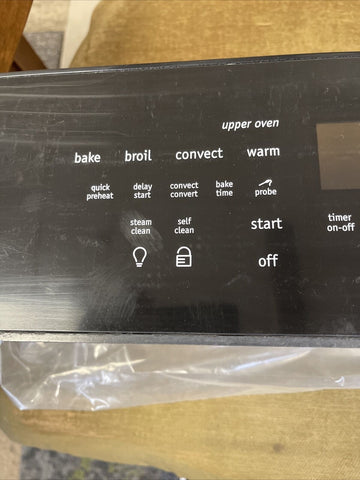 upper oven
bake broil convect warm
quick delay convect bake
preheat start convert time probe
steam self
clean clean start timer
on-off
off